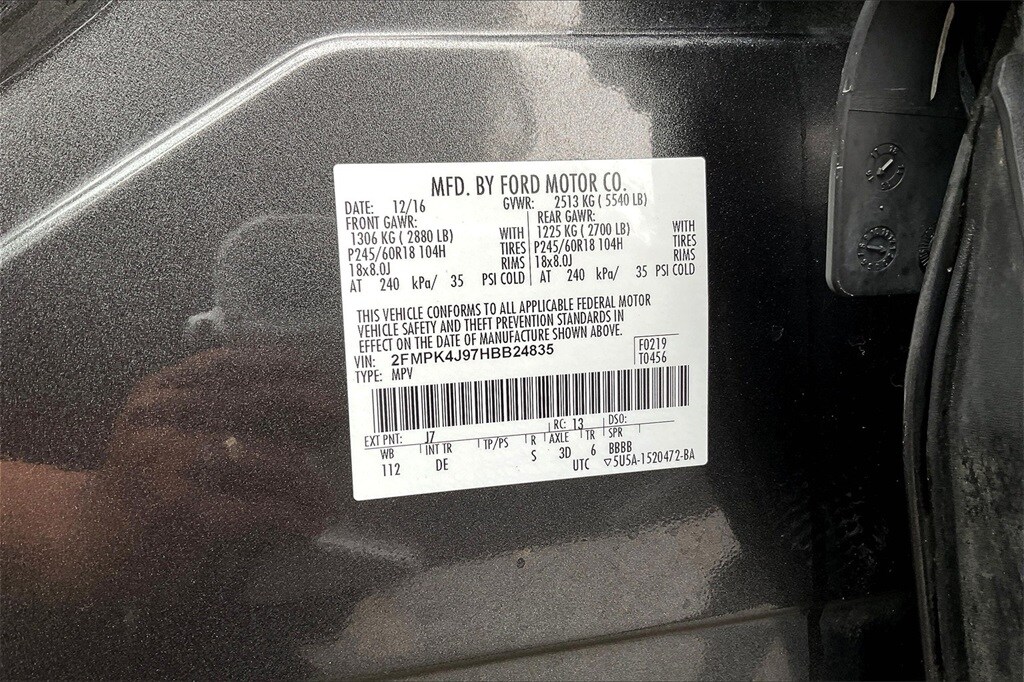 MFD. BY FORD MOTOR CO.
DATE: 12/16 GVWR: 2513 KG ( 5540 LB)
FRONT GAWR: REAR GAWR:
1306 KG ( 2880 LB) WITH 1225 KG ( 2700 LB) WITH
P245/60R18 104H TIRES P245/60R18 104H TIRES
18x8.0J RIMS 18x8.0J RIMS
AT 240 kPa/ 35 PSI COLD AT 240 kPa/ 35 PSI COLD
THIS VEHICLE CONFORMS TO ALL APPLICABLE FEDERAL MOTOR
VEHICLE SAFETY AND THEFT PREVENTION STANDARDS IN
EFFECT ON THE DATE OF MANUFACTURE SHOWN ABOVE.
VIN: 2FMPK4J97HBB24835 F0219
TYPE: MPV T0456
EXT PNT: J7 RC: 13 DSO:
WB INT TR TP/PS R AXLE TR SPR
112 DE S 3D 6 BBBB
UTC ▽5U5A-1520472-BA